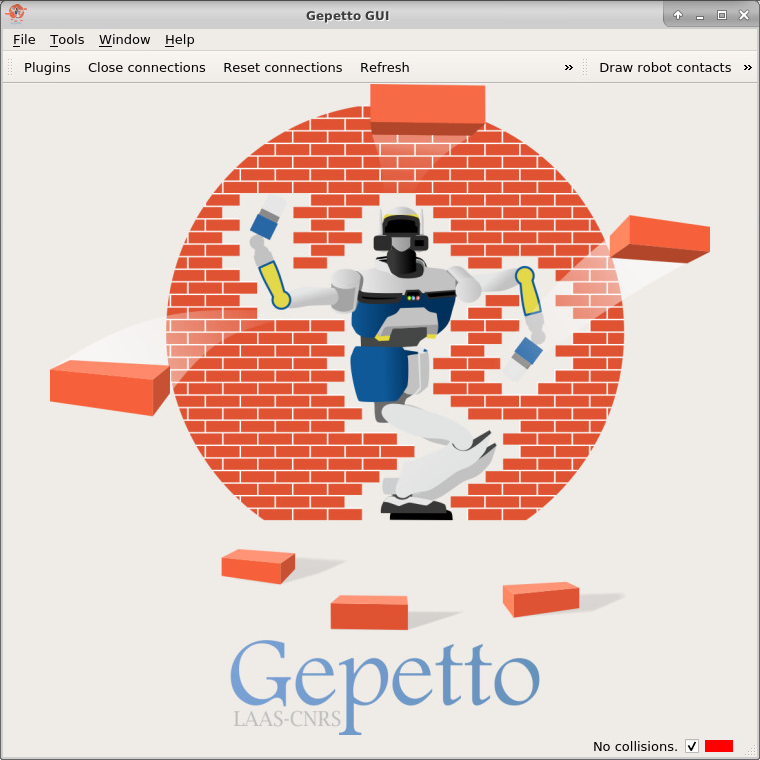 Gepetto GUI
File Tools Window Help
Plugins Close connections Reset connections Refresh » Draw robot contacts »
Gepetto
LAAS-CNRS
No collisions.